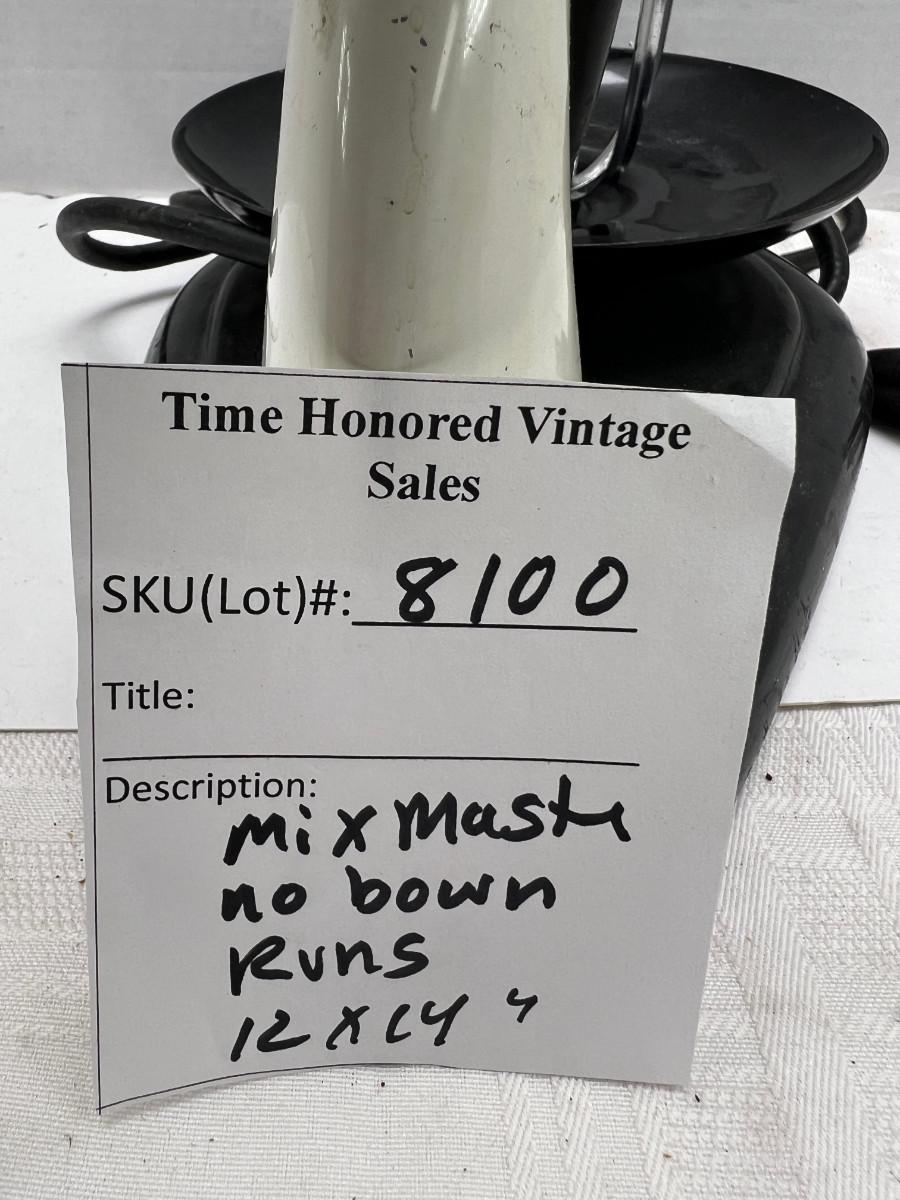 Time Honored Vintage
Sales
SKU(Lot)#: 8100
Title:
Description:
Mix Maste
no bown
Runs
12 x 14 "